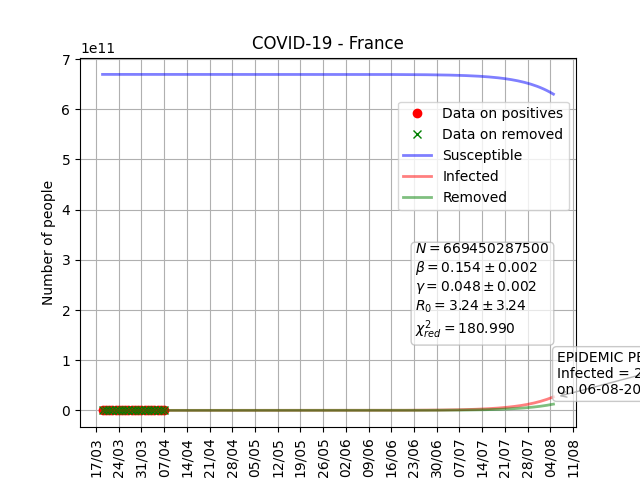 COVID-19 - France
1e11
7
6
5
4
3
2
1
0
Number of people
Data on positives
Data on removed
Susceptible
Infected
Removed
N = 669450287500
β = 0.154 ± 0.002
γ = 0.048 ± 0.002
R₀ = 3.24 ± 3.24
χ²red = 180.990
EPIDEMIC PE
Infected = 2
on 06-08-20
17/03
24/03
31/03
07/04
14/04
21/04
28/04
05/05
12/05
19/05
26/05
02/06
09/06
16/06
23/06
30/06
07/07
14/07
21/07
28/07
04/08
11/08